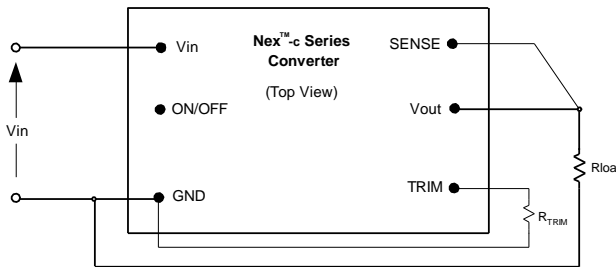 Nex™-c Series
Converter
(Top View)
Vin
ON/OFF
GND
SENSE
Vout
TRIM
Vin
Rloa
RTRIM